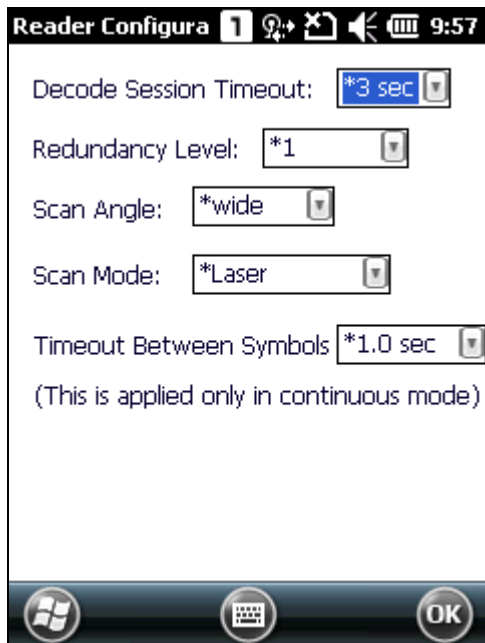 Reader Configura 1 9:57
Decode Session Timeout: *3 sec
Redundancy Level: *1
Scan Angle: *wide
Scan Mode: *Laser
Timeout Between Symbols *1.0 sec
(This is applied only in continuous mode)
OK